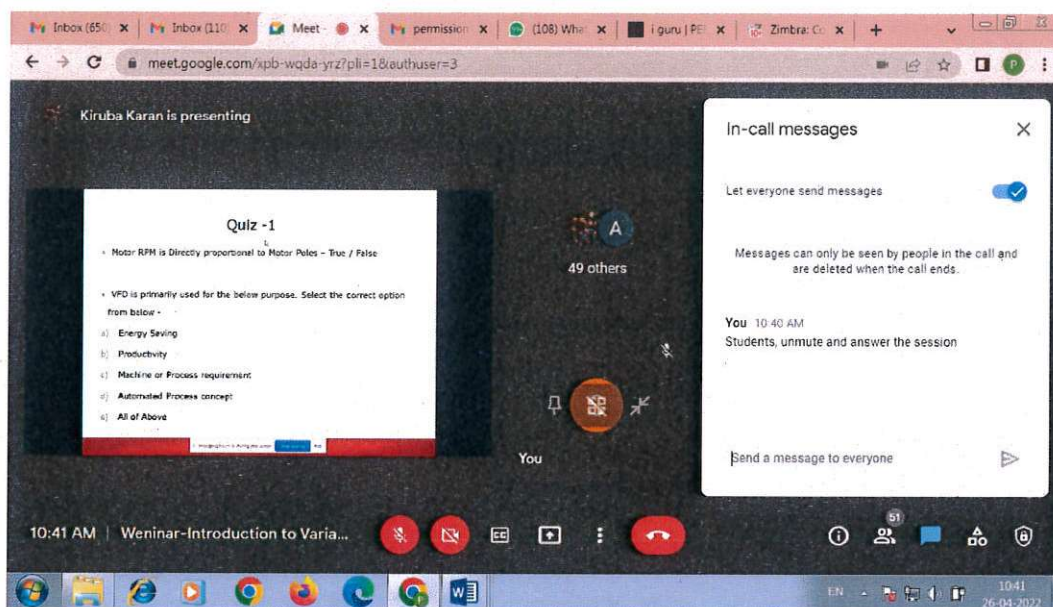 Inbox (650
Inbox (110
Meet -
permission
(108) What
i guru | PE
Zimbra: Co
meet.google.com/xpb-wqda-yrz?pli=1&authuser=3
P
Kiruba Karan is presenting
Quiz -1
Motor RPM is Directly proportional to Motor Poles - True / False
VFD is primarily used for the below purpose. Select the correct option
from below -
a) Energy Saving
b) Productivity
c) Machine or Process requirement
d) Automated Process concept
e) All of Above
A
49 others
You
In-call messages
Let everyone send messages
Messages can only be seen by people in the call and
are deleted when the call ends.
You 10:40 AM
Students, unmute and answer the session
Send a message to everyone
10:41 AM | Weninar-Introduction to Varia...
51
EN
10:41
26-04-2022